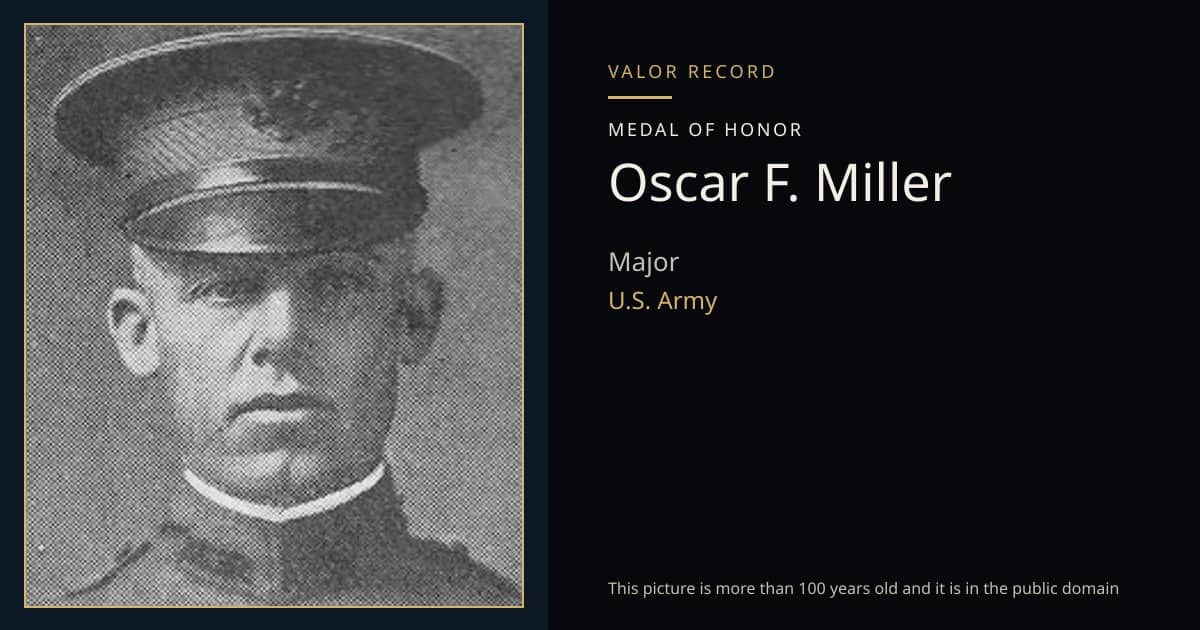 VALOR RECORD
MEDAL OF HONOR
Oscar F. Miller
Major
U.S. Army
This picture is more than 100 years old and it is in the public domain